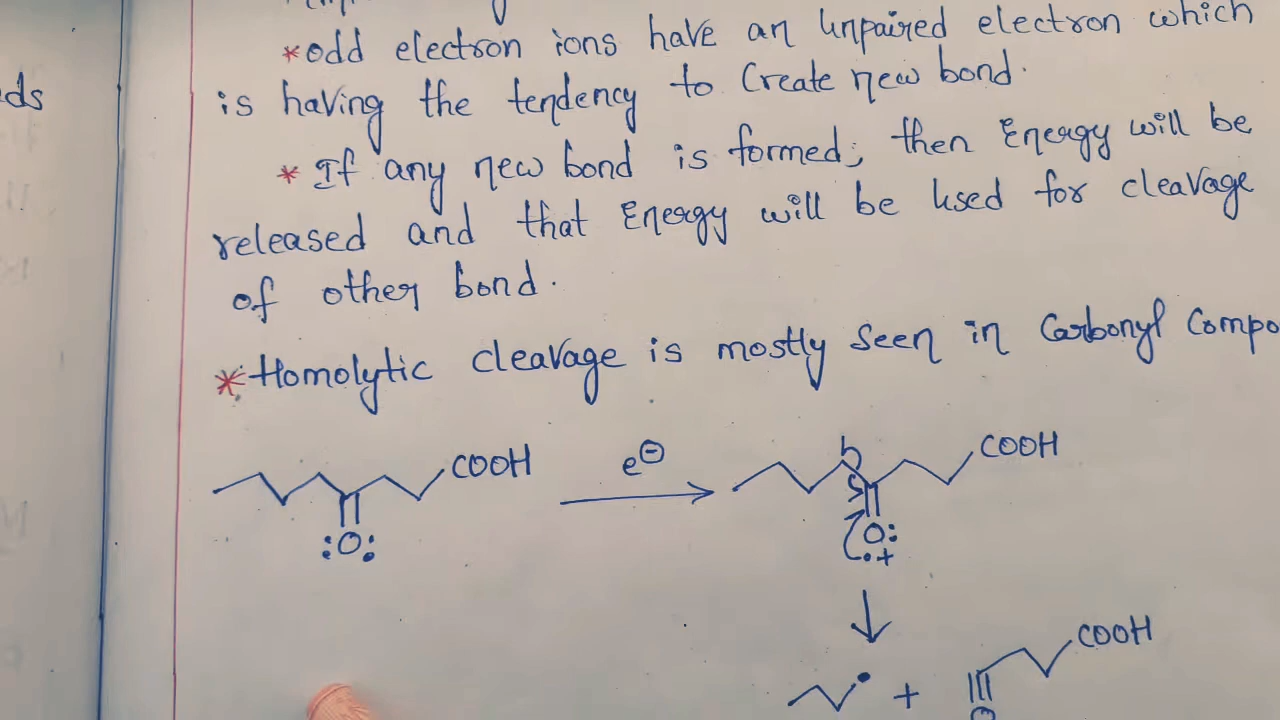 ds
*odd electron ions have an unpaired electron which
is having the tendency to Create new bond.
* If any new bond is formed; then Energy will be
released and that Energy will be used for cleavage
of other bond.
*Homolytic cleavage is mostly seen in Carbonyl Compo
COOH e⊖ COOH
:O: O:
.+
COOH
+